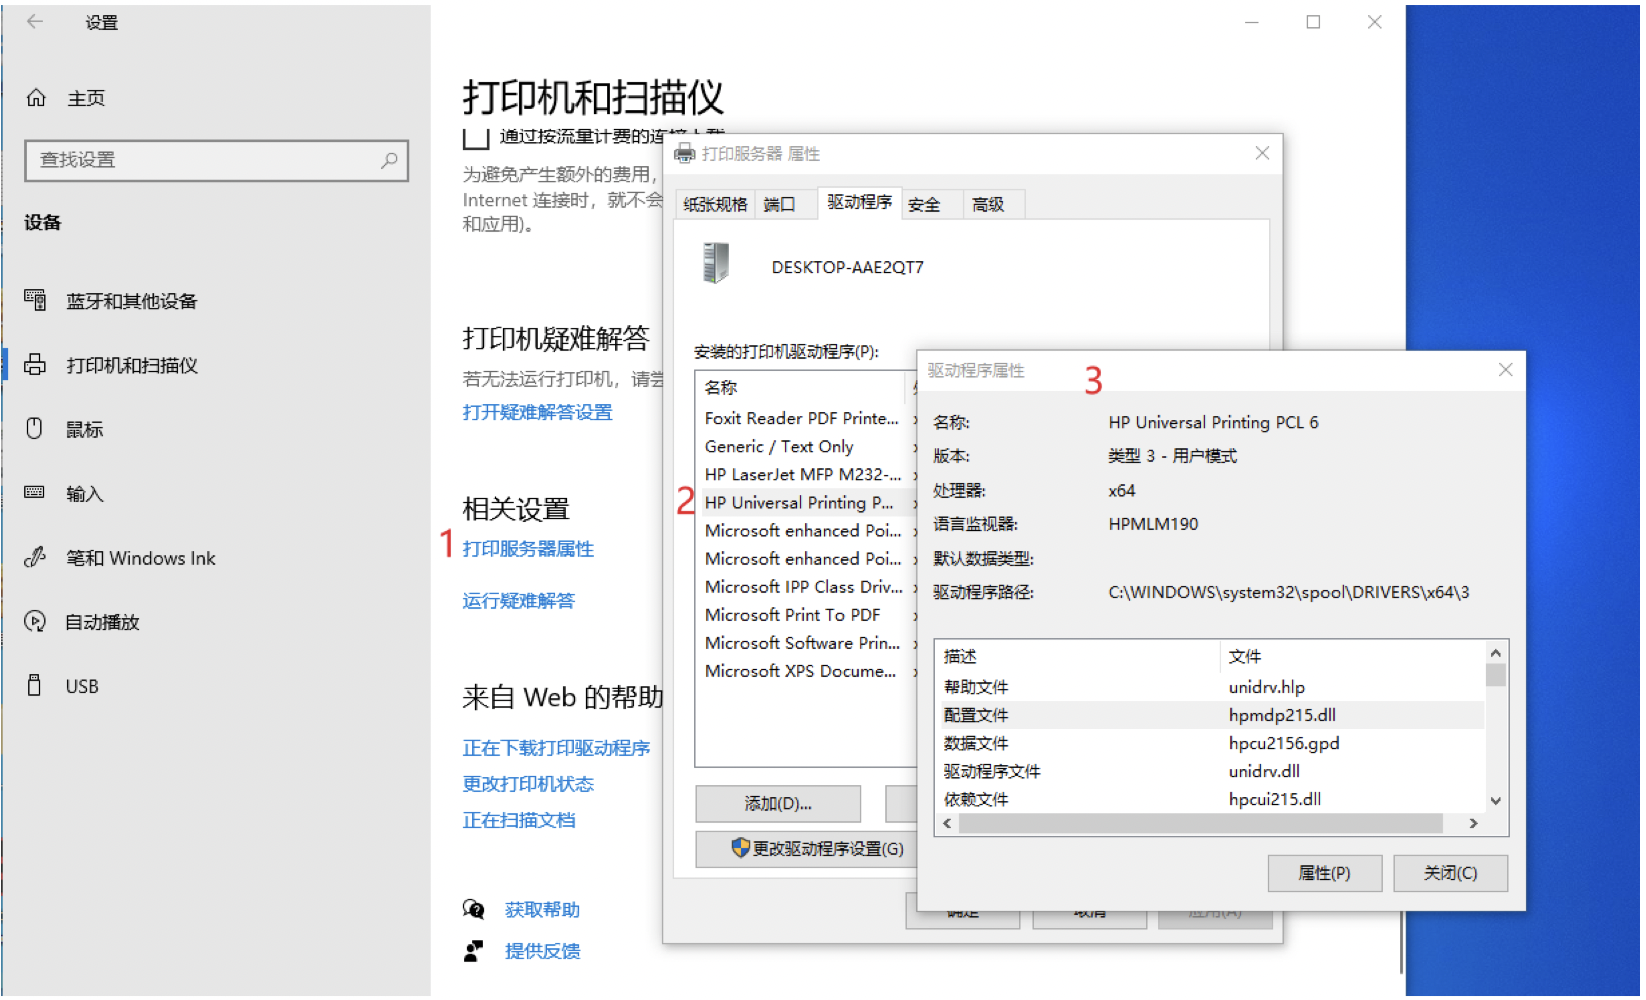 设置
主页
查找设置
设备
蓝牙和其他设备
打印机和扫描仪
鼠标
输入
笔和 Windows Ink
自动播放
USB
打印机和扫描仪
通过按流量计费的连接下载
为避免产生额外的费用,
Internet 连接时，就不会
和应用)。
打印机疑难解答
若无法运行打印机，请尝
打开疑难解答设置
相关设置
1
打印服务器属性
运行疑难解答
来自 Web 的帮助
正在下载打印驱动程序
更改打印机状态
正在扫描文档
获取帮助
提供反馈
打印服务器 属性
纸张规格 端口 驱动程序 安全 高级
DESKTOP-AAE2QT7
安装的打印机驱动程序(P):
名称
Foxit Reader PDF Printe...
Generic / Text Only
HP LaserJet MFP M232-...
2 HP Universal Printing P...
Microsoft enhanced Poi...
Microsoft enhanced Poi...
Microsoft IPP Class Driv...
Microsoft Print To PDF
Microsoft Software Prin...
Microsoft XPS Docume...
添加(D)...
更改驱动程序设置(G)
确定 取消 应用(A)
驱动程序属性 3
名称: HP Universal Printing PCL 6
版本: 类型 3 - 用户模式
处理器: x64
语言监视器: HPMLM190
默认数据类型:
驱动程序路径: C:\WINDOWS\system32\spool\DRIVERS\x64\3
描述 文件
帮助文件 unidrv.hlp
配置文件 hpmdp215.dll
数据文件 hpcu2156.gpd
驱动程序文件 unidrv.dll
依赖文件 hpcui215.dll
属性(P) 关闭(C)